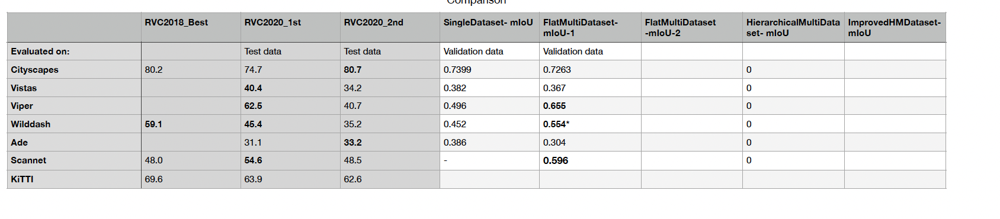 Comparison
RVC2018_Best RVC2020_1st RVC2020_2nd SingleDataset- mIoU FlatMultiDataset- FlatMultiDataset HierarchicalMultiData ImprovedHMDataset-
mIoU-1 -mIoU-2 set- mIoU mIoU
Evaluated on: Test data Test data Validation data Validation data
Cityscapes 80.2 74.7 80.7 0.7399 0.7263 0
Vistas 40.4 34.2 0.382 0.367 0
Viper 62.5 40.7 0.496 0.655 0
Wilddash 59.1 45.4 35.2 0.452 0.554* 0
Ade 31.1 33.2 0.386 0.304 0
Scannet 48.0 54.6 48.5 - 0.596 0
KiTTI 69.6 63.9 62.6